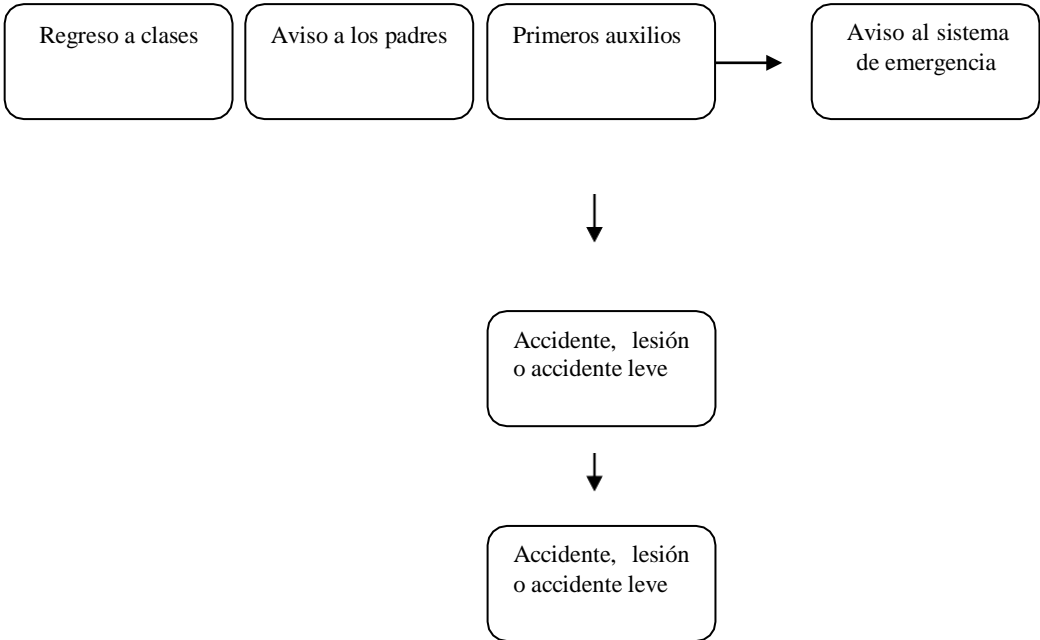 Regreso a clases
Aviso a los padres
Primeros auxilios
Aviso al sistema
de emergencia
Accidente, lesión
o accidente leve
Accidente, lesión
o accidente leve